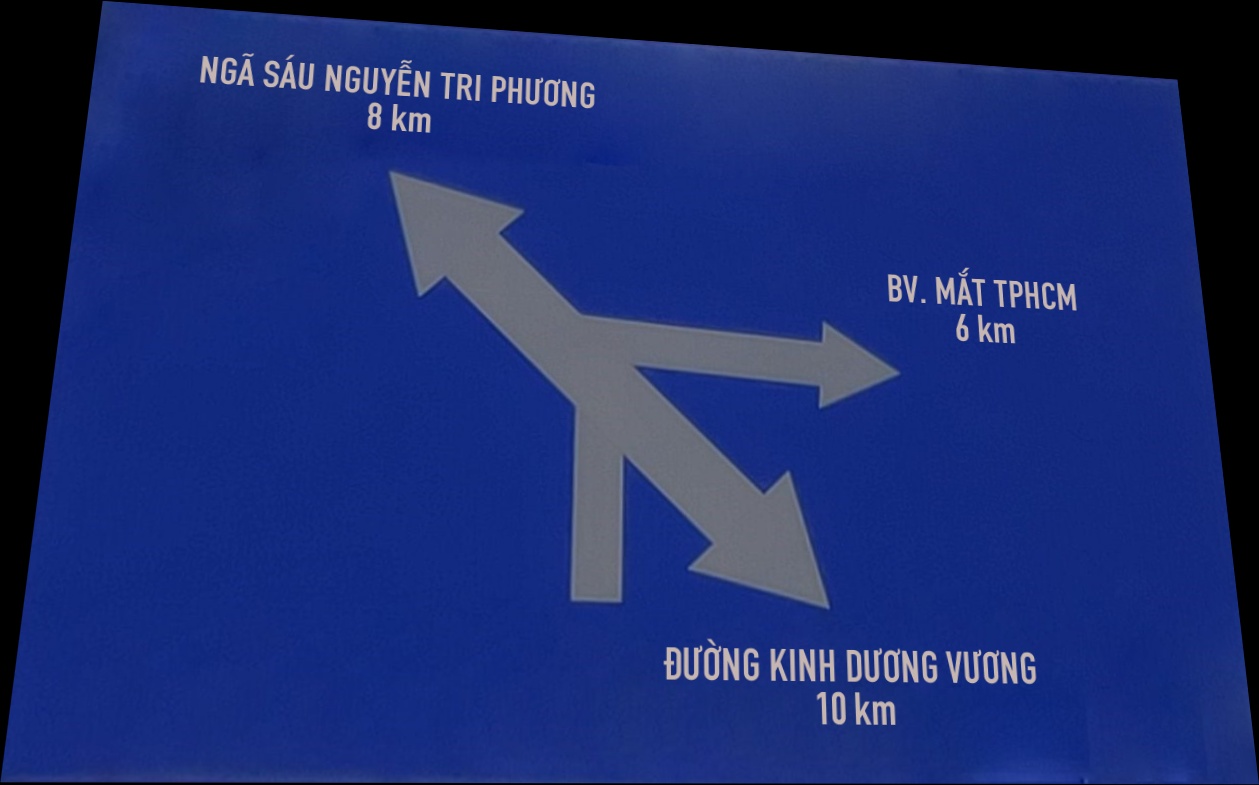 NGÃ SÁU NGUYỄN TRI PHƯƠNG
8 km
BV. MẮT TPHCM
6 km
ĐƯỜNG KINH DƯƠNG VƯƠNG
10 km